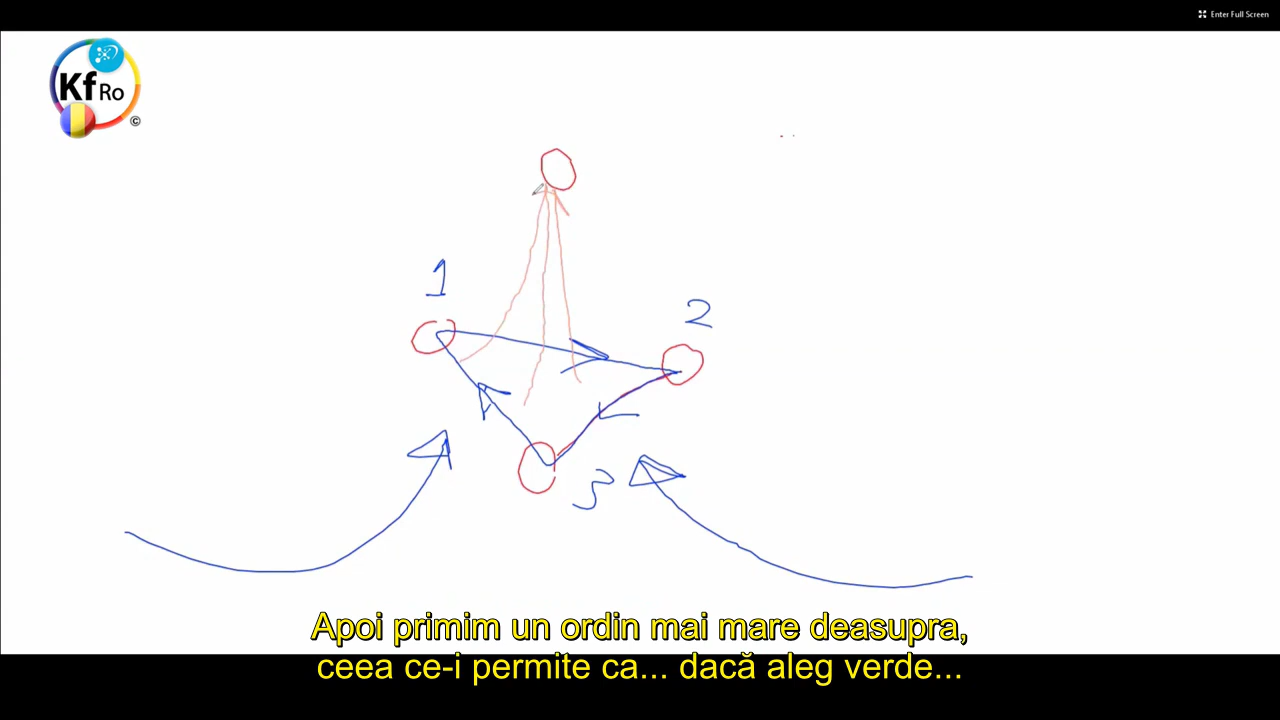 Enter Full Screen
Kf Ro
©
1
2
3
Apoi primim un ordin mai mare deasupra,
ceea ce-i permite ca... dacă aleg verde...